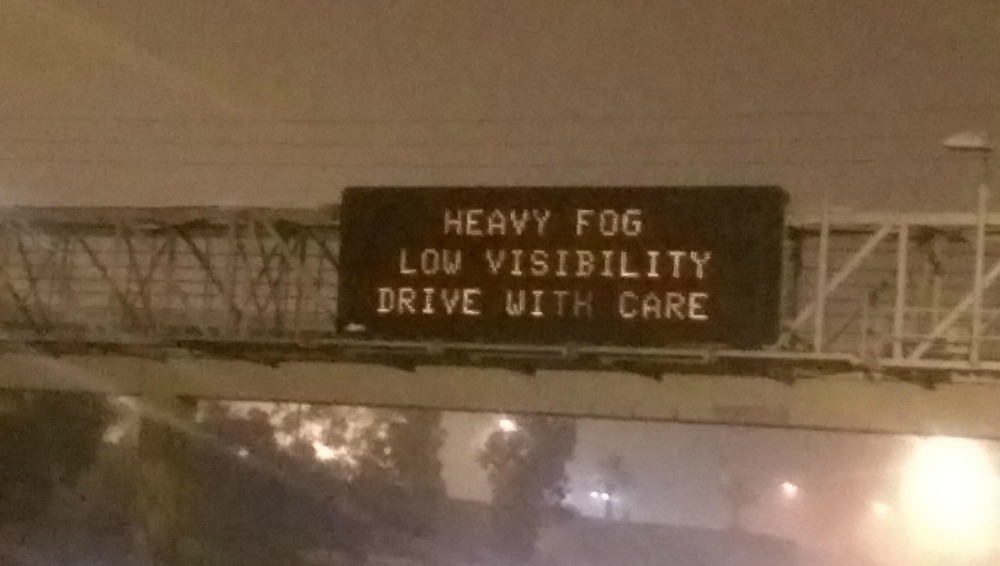 HEAVY FOG
LOW VISIBILITY
DRIVE WITH CARE